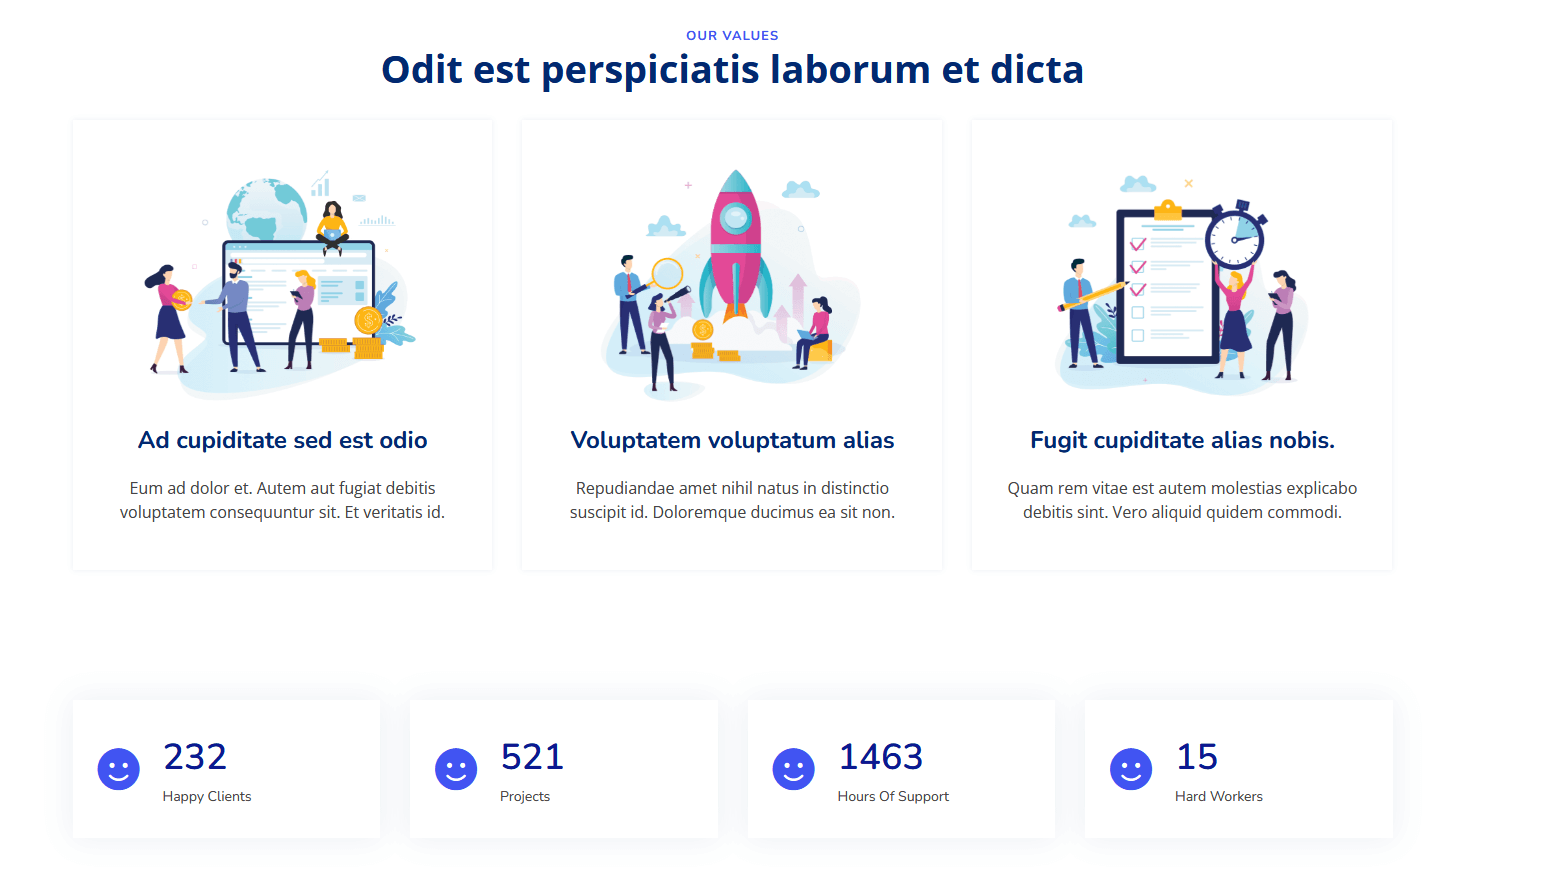 OUR VALUES
Odit est perspiciatis laborum et dicta
Ad cupiditate sed est odio
Eum ad dolor et. Autem aut fugiat debitis
voluptatem consequuntur sit. Et veritatis id.
Voluptatem voluptatum alias
Repudiandae amet nihil natus in distinctio
suscipit id. Doloremque ducimus ea sit non.
Fugit cupiditate alias nobis.
Quam rem vitae est autem molestias explicabo
debitis sint. Vero aliquid quidem commodi.
232
Happy Clients
521
Projects
1463
Hours Of Support
15
Hard Workers